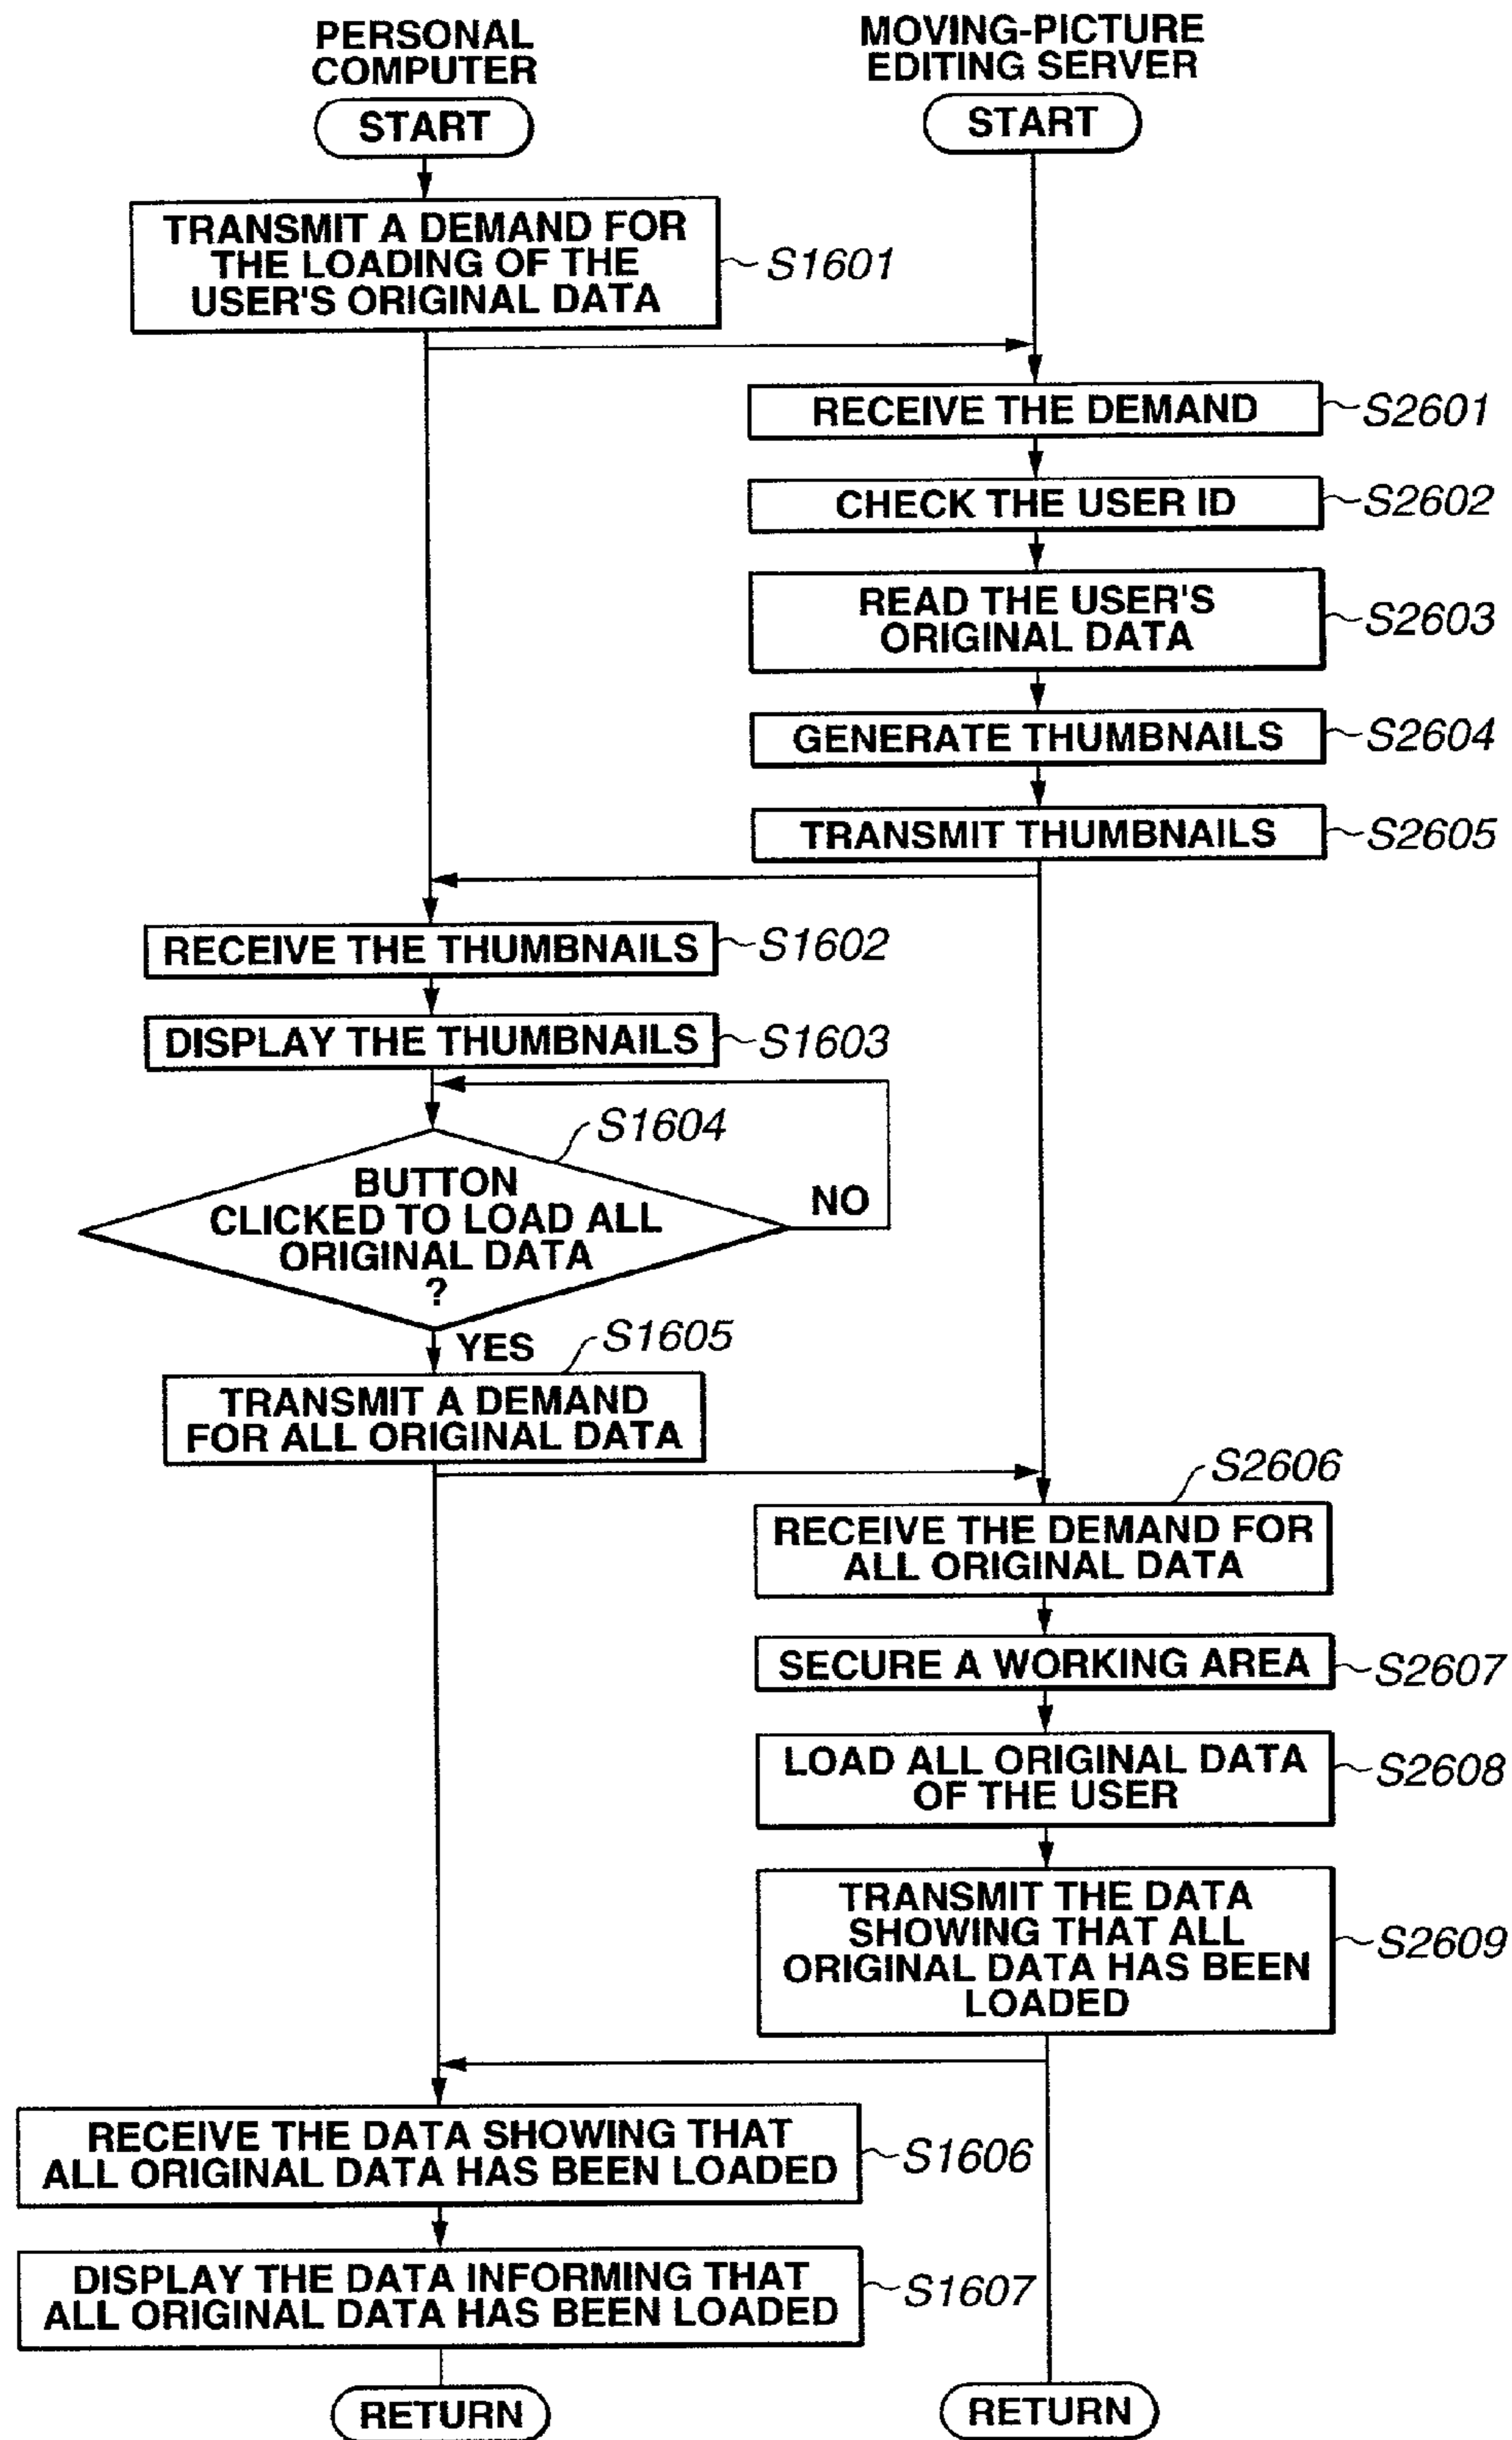 PERSONAL
COMPUTER
MOVING-PICTURE
EDITING SERVER
START
START
TRANSMIT A DEMAND FOR
THE LOADING OF THE
USER'S ORIGINAL DATA
S1601
RECEIVE THE DEMAND
S2601
CHECK THE USER ID
S2602
READ THE USER'S
ORIGINAL DATA
S2603
GENERATE THUMBNAILS
S2604
TRANSMIT THUMBNAILS
S2605
RECEIVE THE THUMBNAILS
S1602
DISPLAY THE THUMBNAILS
S1603
S1604
BUTTON
CLICKED TO LOAD ALL
ORIGINAL DATA
?
NO
YES
S1605
TRANSMIT A DEMAND
FOR ALL ORIGINAL DATA
S2606
RECEIVE THE DEMAND FOR
ALL ORIGINAL DATA
SECURE A WORKING AREA
S2607
LOAD ALL ORIGINAL DATA
OF THE USER
S2608
TRANSMIT THE DATA
SHOWING THAT ALL
ORIGINAL DATA HAS BEEN
LOADED
S2609
RECEIVE THE DATA SHOWING THAT
ALL ORIGINAL DATA HAS BEEN LOADED
S1606
DISPLAY THE DATA INFORMING THAT
ALL ORIGINAL DATA HAS BEEN LOADED
S1607
RETURN
RETURN